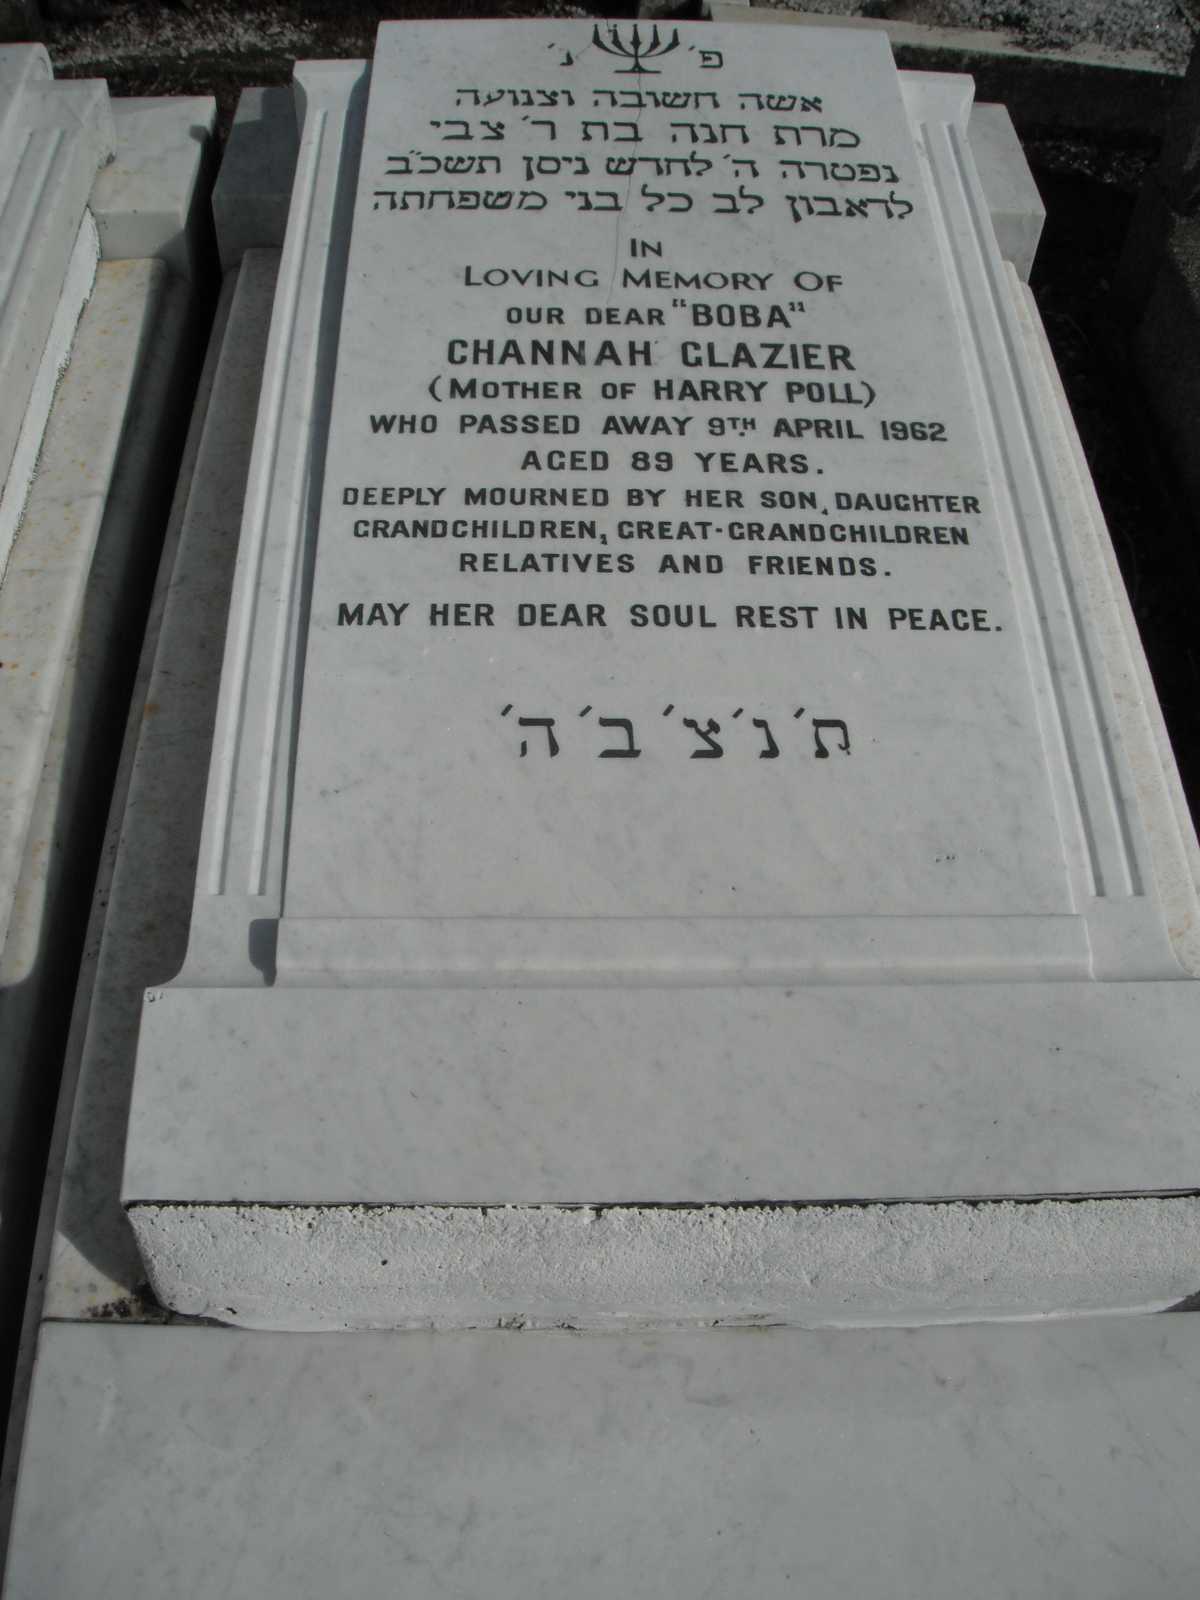 פ׳ נ׳
אשה חשובה וצנועה
מרת חנה בת ר׳ צבי
נפטרה ה׳ לחדש ניסן תשכ״ב
לדאבון לב כל בני משפחתה
IN
LOVING MEMORY OF
OUR DEAR "BOBA"
CHANNAH GLAZIER
(MOTHER OF HARRY POLL)
WHO PASSED AWAY 9TH APRIL 1962
AGED 89 YEARS.
DEEPLY MOURNED BY HER SON, DAUGHTER
GRANDCHILDREN, GREAT-GRANDCHILDREN
RELATIVES AND FRIENDS.
MAY HER DEAR SOUL REST IN PEACE.
ת׳ נ׳ צ׳ ב׳ ה׳